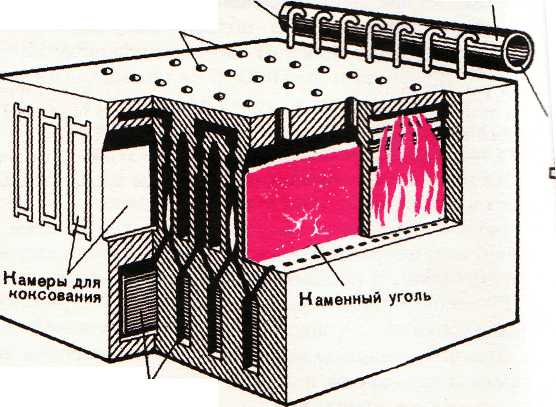 Камеры для
коксования
Каменный уголь